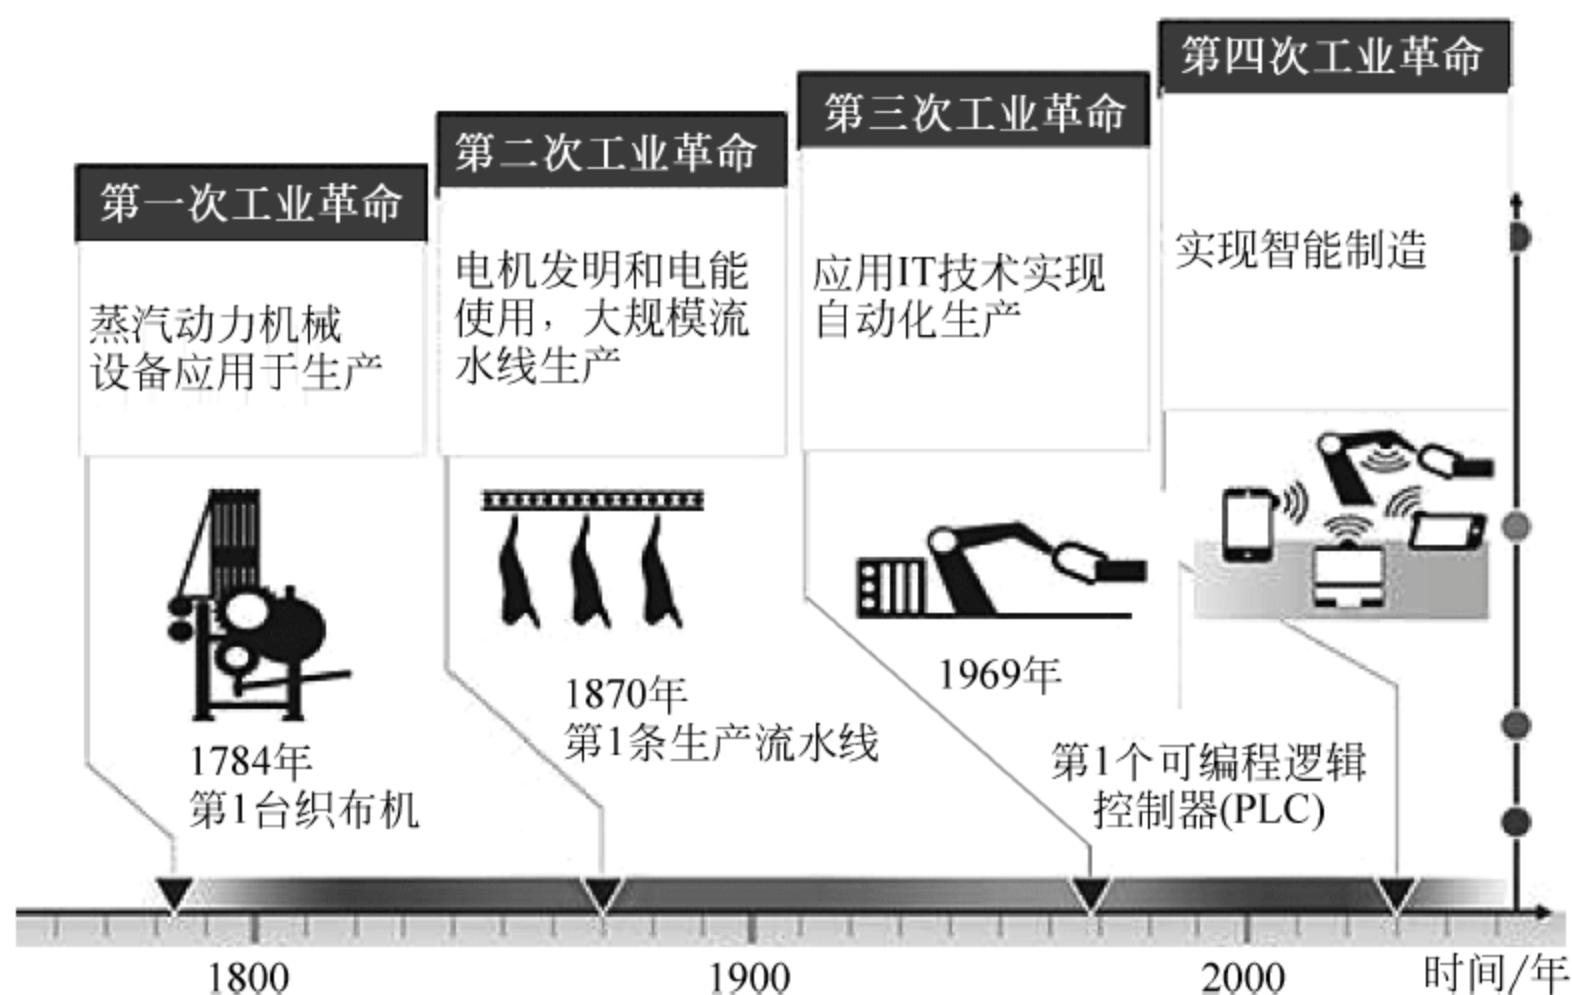 第一次工业革命
蒸汽动力机械
设备应用于生产
1784年
第1台织布机
第二次工业革命
电机发明和电能
使用，大规模流
水线生产
1870年
第1条生产流水线
第三次工业革命
应用IT技术实现
自动化生产
1969年
第1个可编程逻辑
控制器(PLC)
第四次工业革命
实现智能制造
1800
1900
2000
时间/年